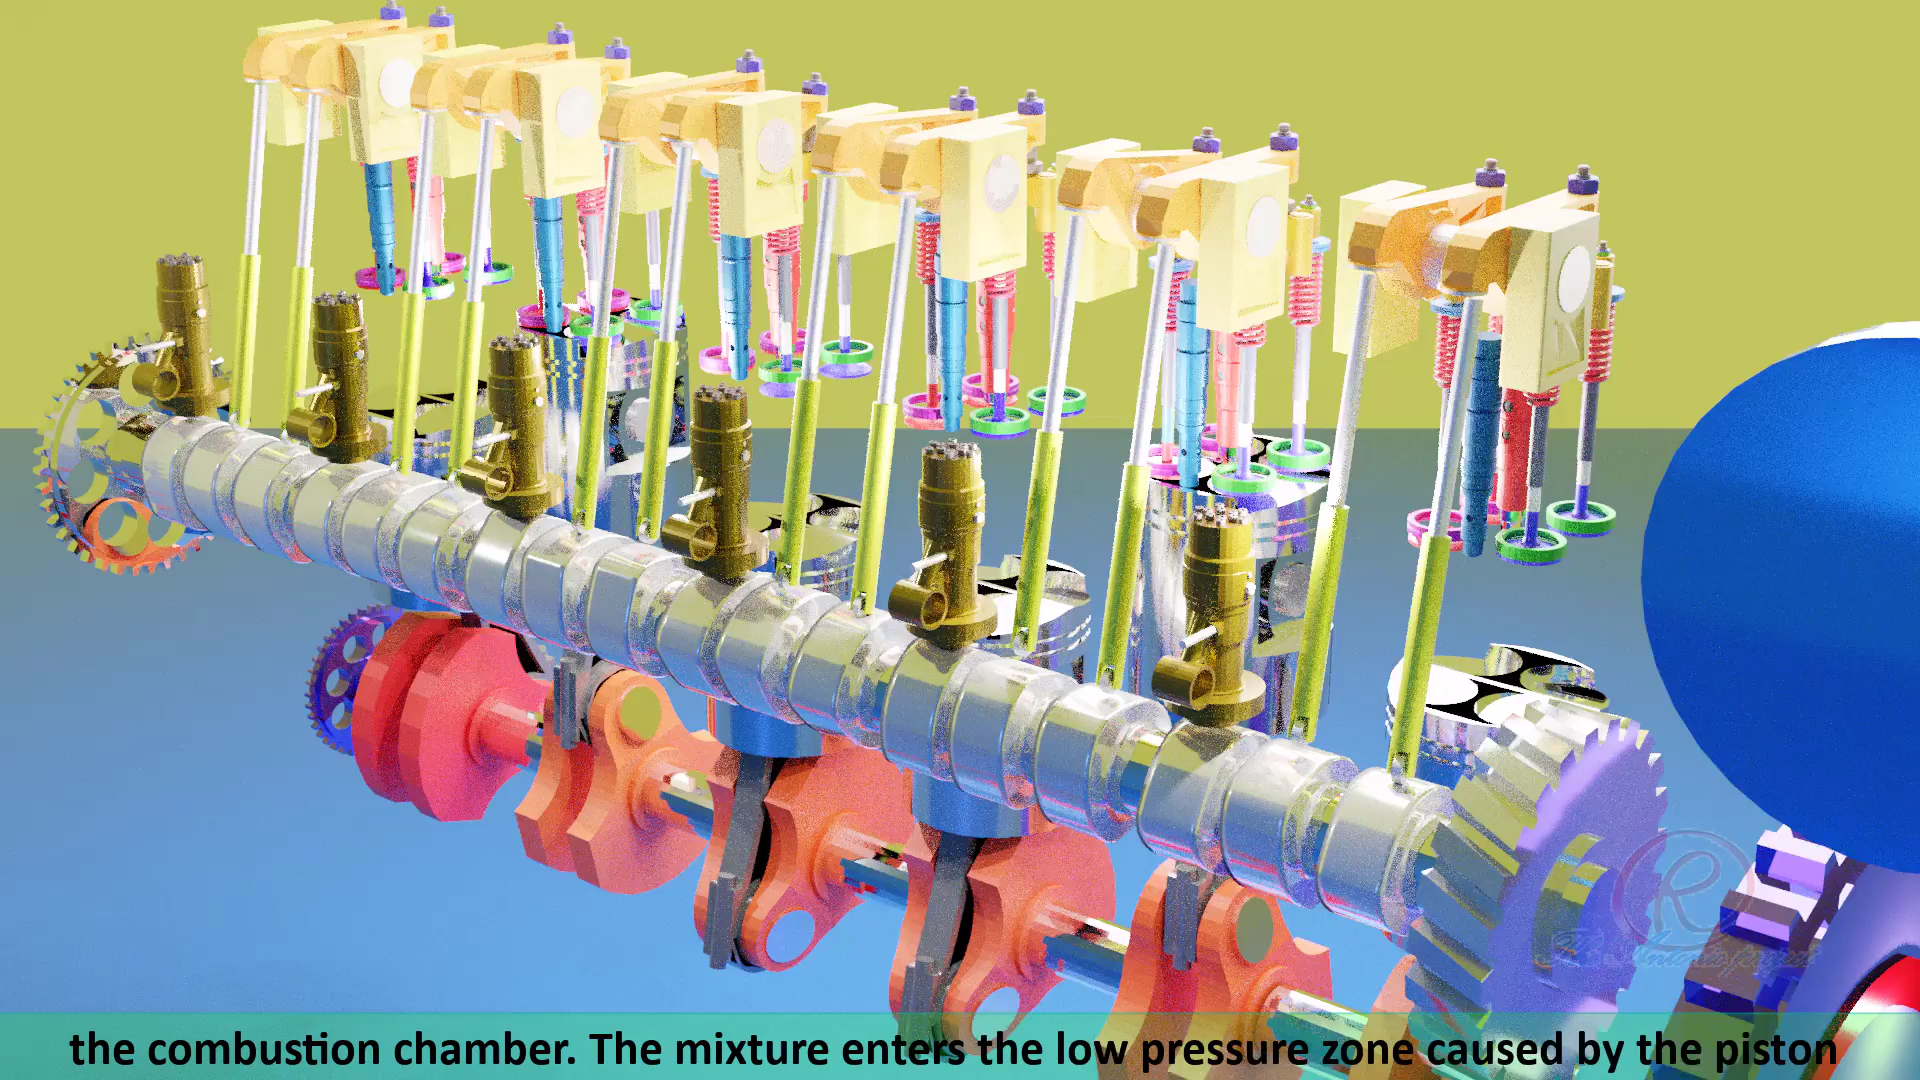 the combustion chamber. The mixture enters the low pressure zone caused by the piston
R